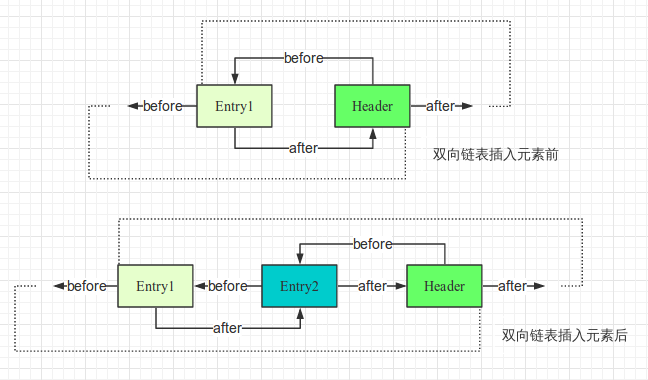 before
before
Entry1
Header
after
after
双向链表插入元素前
before
before
Entry1
before
Entry2
after
Header
after
after
双向链表插入元素后